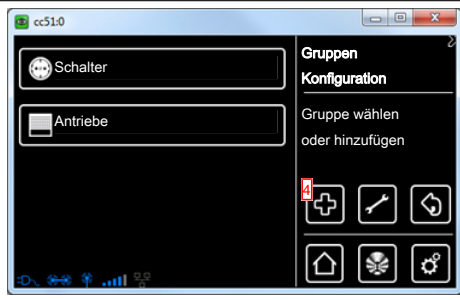 cc51:0
Schalter
Antriebe
Gruppen
Konfiguration
Gruppe wählen
oder hinzufügen
4